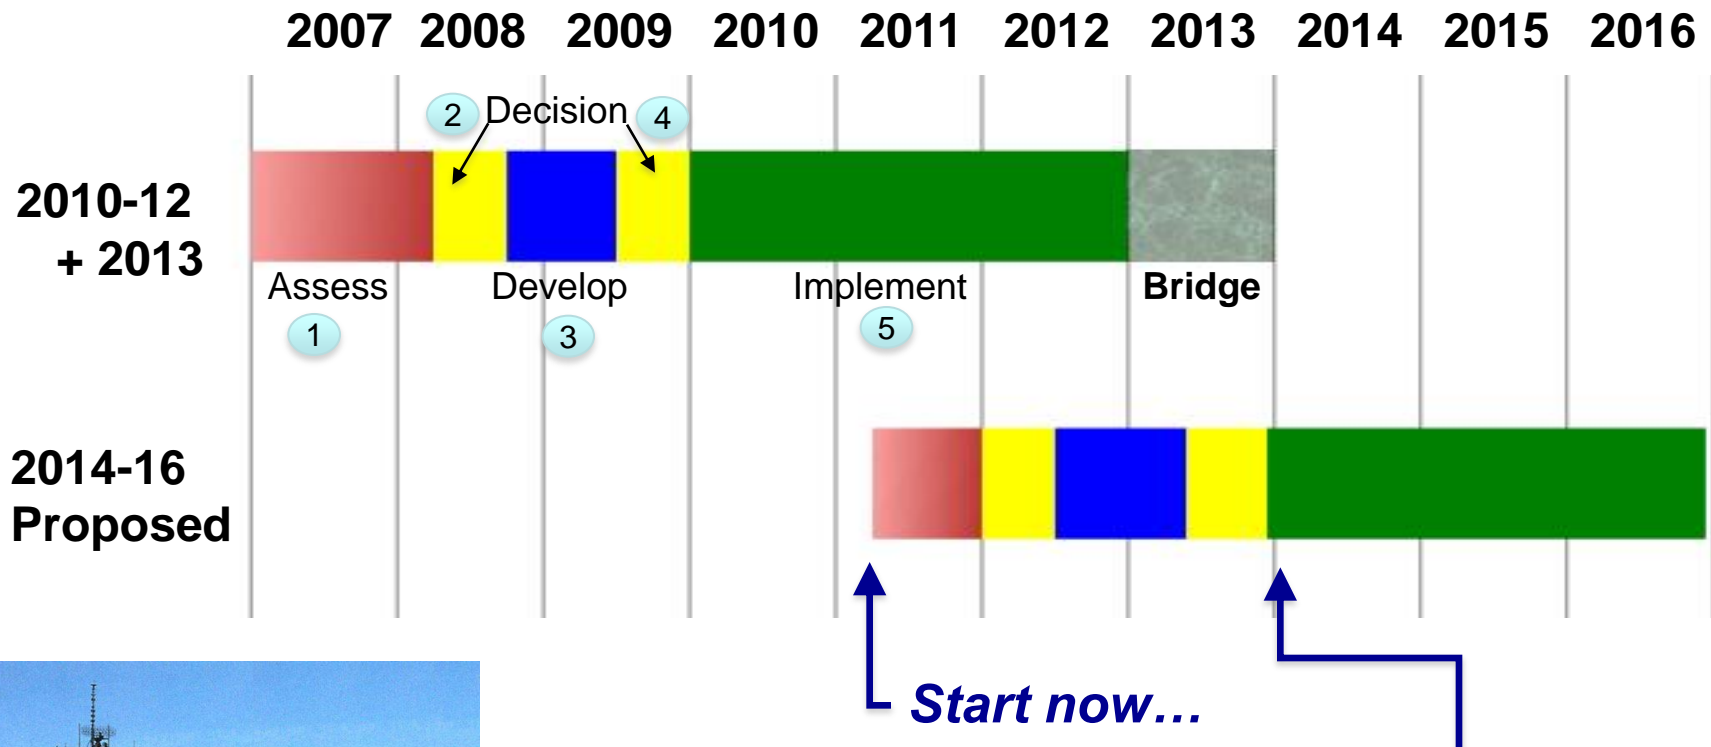 2007 2008 2009 2010 2011 2012 2013 2014 2015 2016
2 Decision 4
2010-12
+ 2013
Assess Develop Implement Bridge
1 3 5
2014-16
Proposed
Start now…